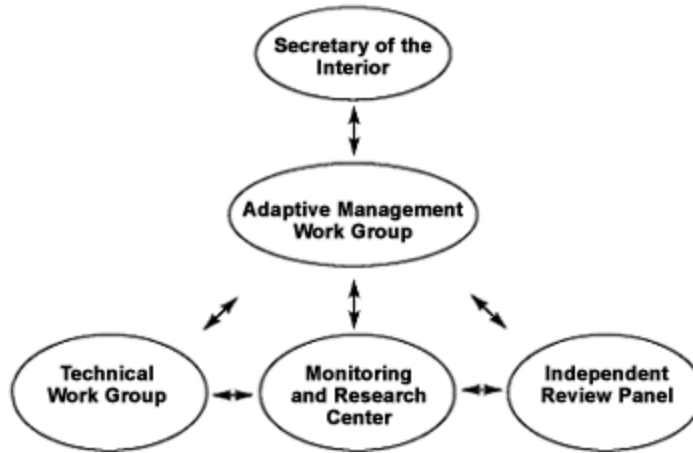 Secretary of the
Interior
Adaptive Management
Work Group
Technical
Work Group
Monitoring
and Research
Center
Independent
Review Panel